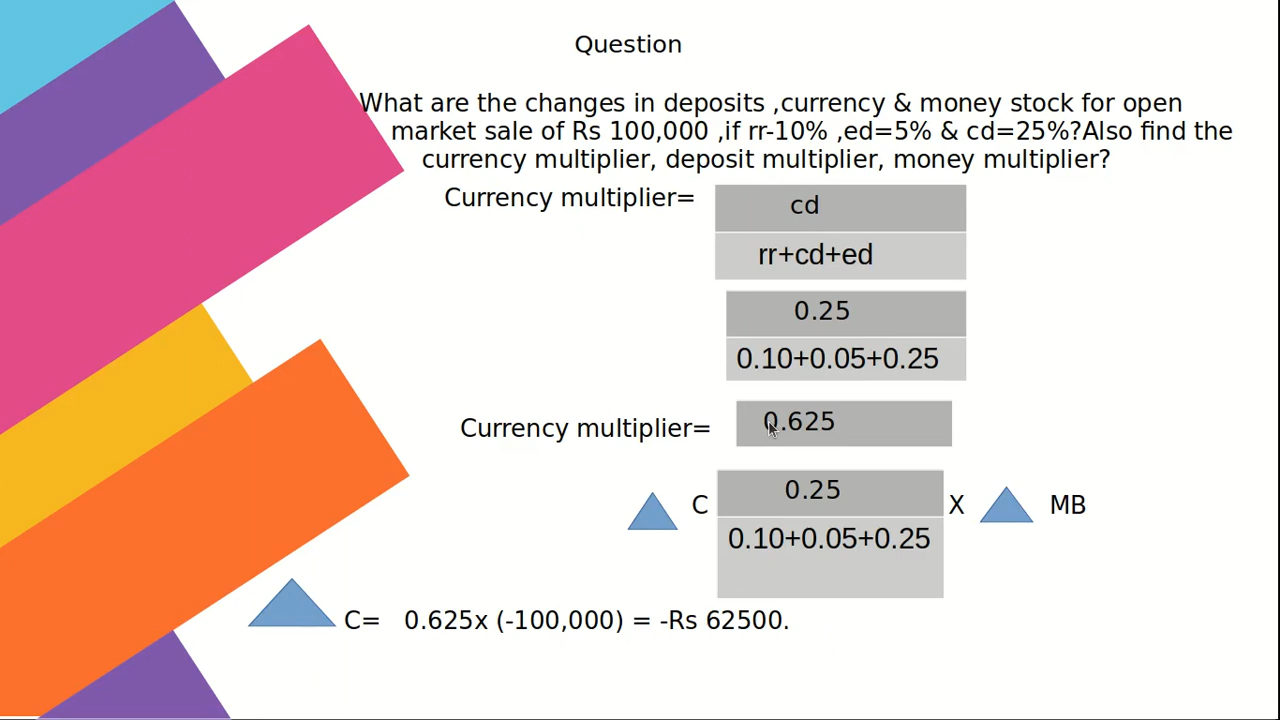 Question
What are the changes in deposits ,currency & money stock for open
market sale of Rs 100,000 ,if rr-10% ,ed=5% & cd=25%?Also find the
currency multiplier, deposit multiplier, money multiplier?
Currency multiplier=
cd
rr+cd+ed
0.25
0.10+0.05+0.25
Currency multiplier=
0.625
C
0.25
0.10+0.05+0.25
X
MB
C= 0.625x (-100,000) = -Rs 62500.